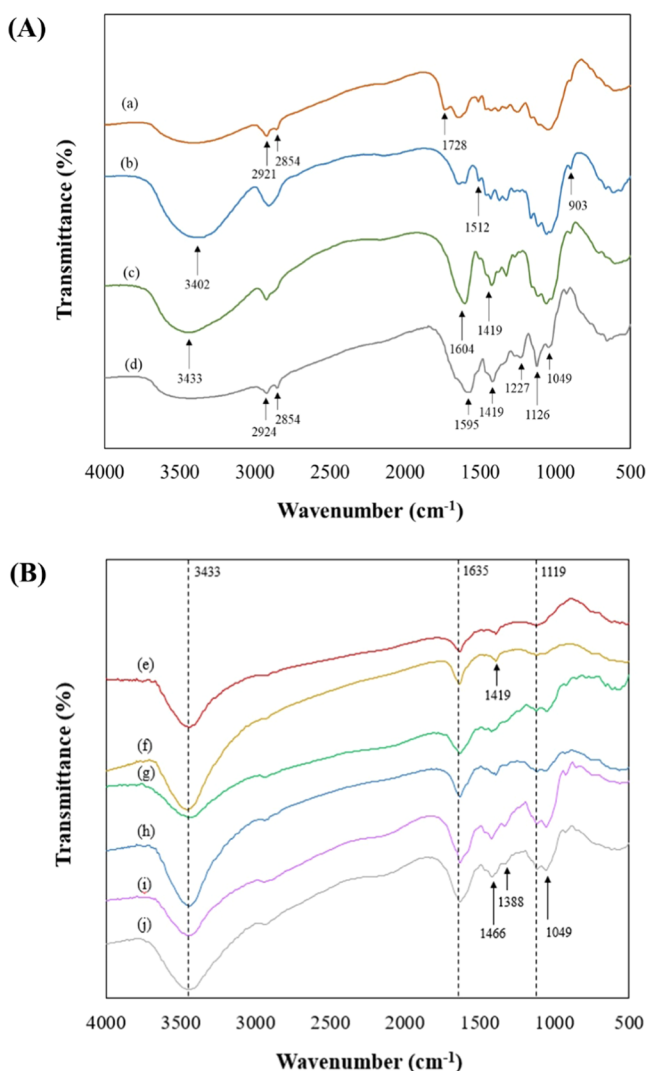 (A)
Transmittance (%)
(a)
(b)
(c)
(d)
2921
2854
1728
3402
1512
903
3433
1604
1419
2924
2854
1595
1419
1227
1126
1049
4000 3500 3000 2500 2000 1500 1000 500
Wavenumber (cm⁻¹)
(B)
Transmittance (%)
3433
1635
1119
(e)
(f)
(g)
(h)
(i)
(j)
1419
1466
1388
1049
4000 3500 3000 2500 2000 1500 1000 500
Wavenumber (cm⁻¹)